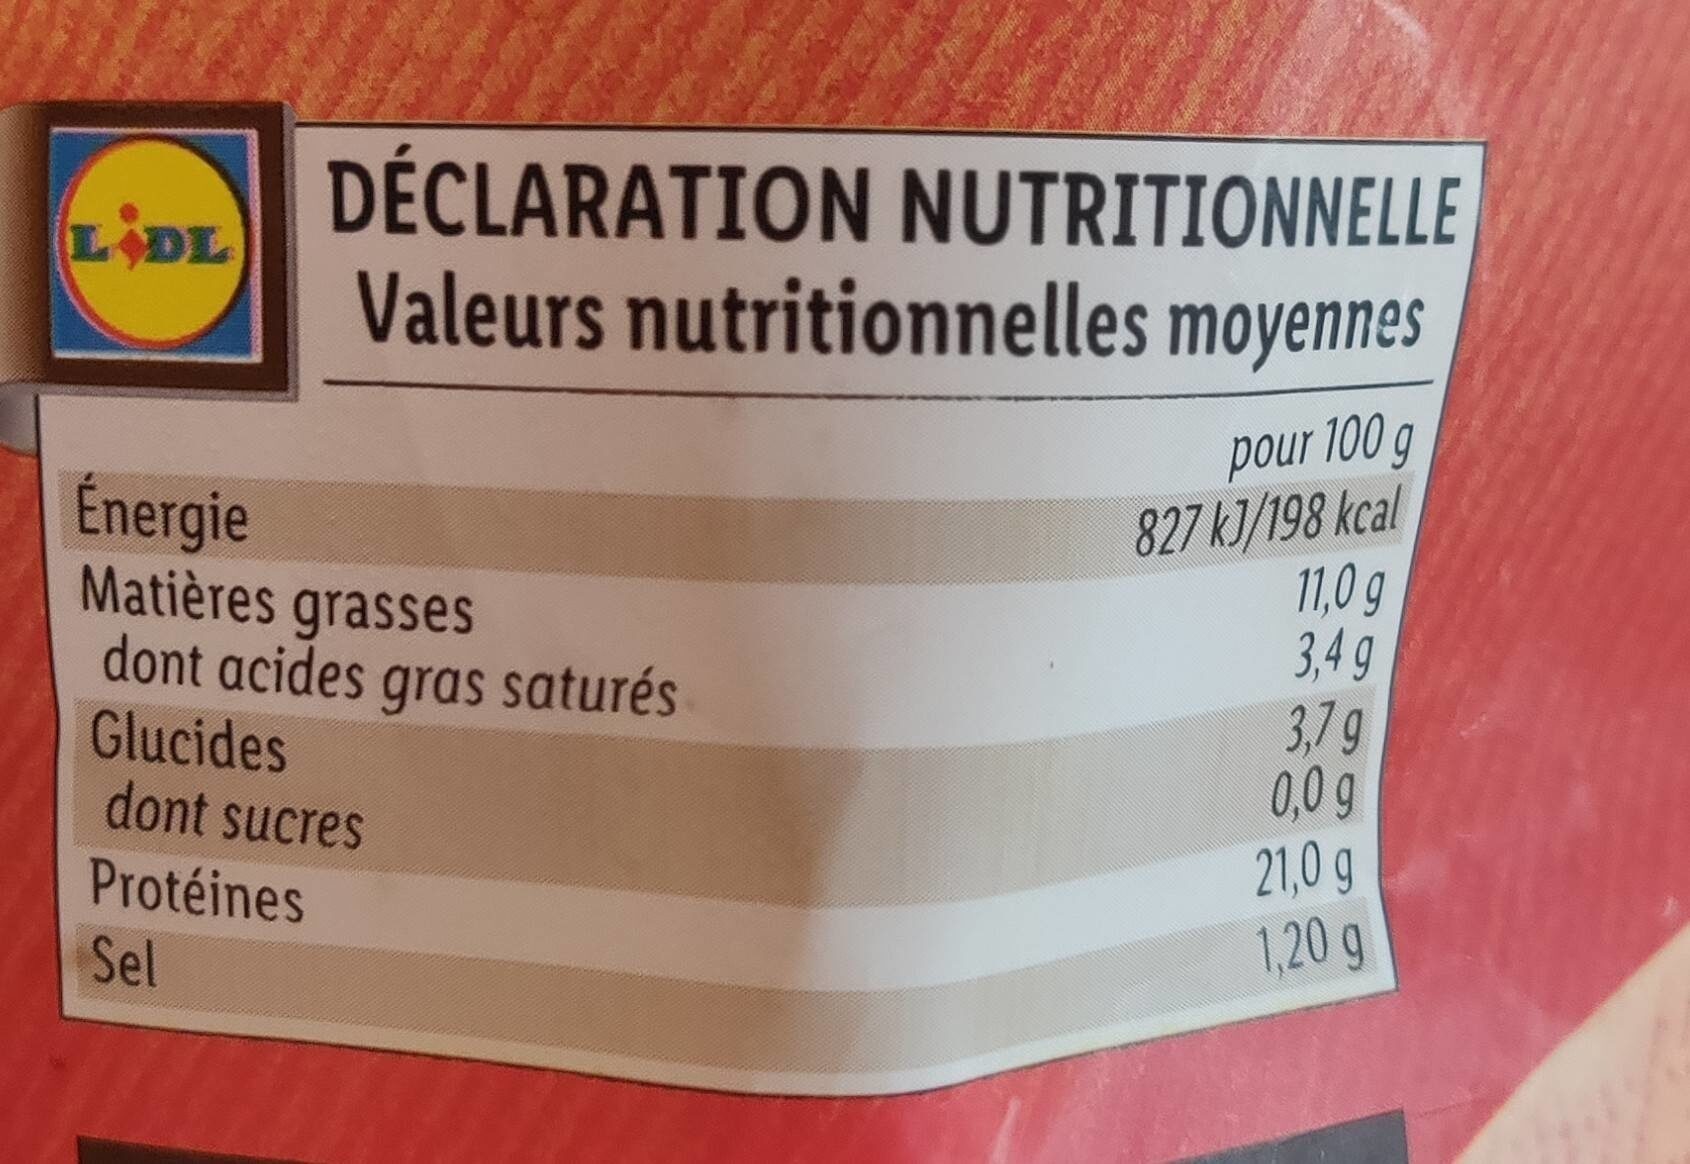 LIDL
DÉCLARATION NUTRITIONNELLE
Valeurs nutritionnelles moyennes
pour 100 g
Énergie 827 kJ/198 kcal
Matières grasses 11,0 g
dont acides gras saturés 3,4 g
Glucides 3,7 g
dont sucres 0,0 g
Protéines 21,0 g
Sel 1,20 g